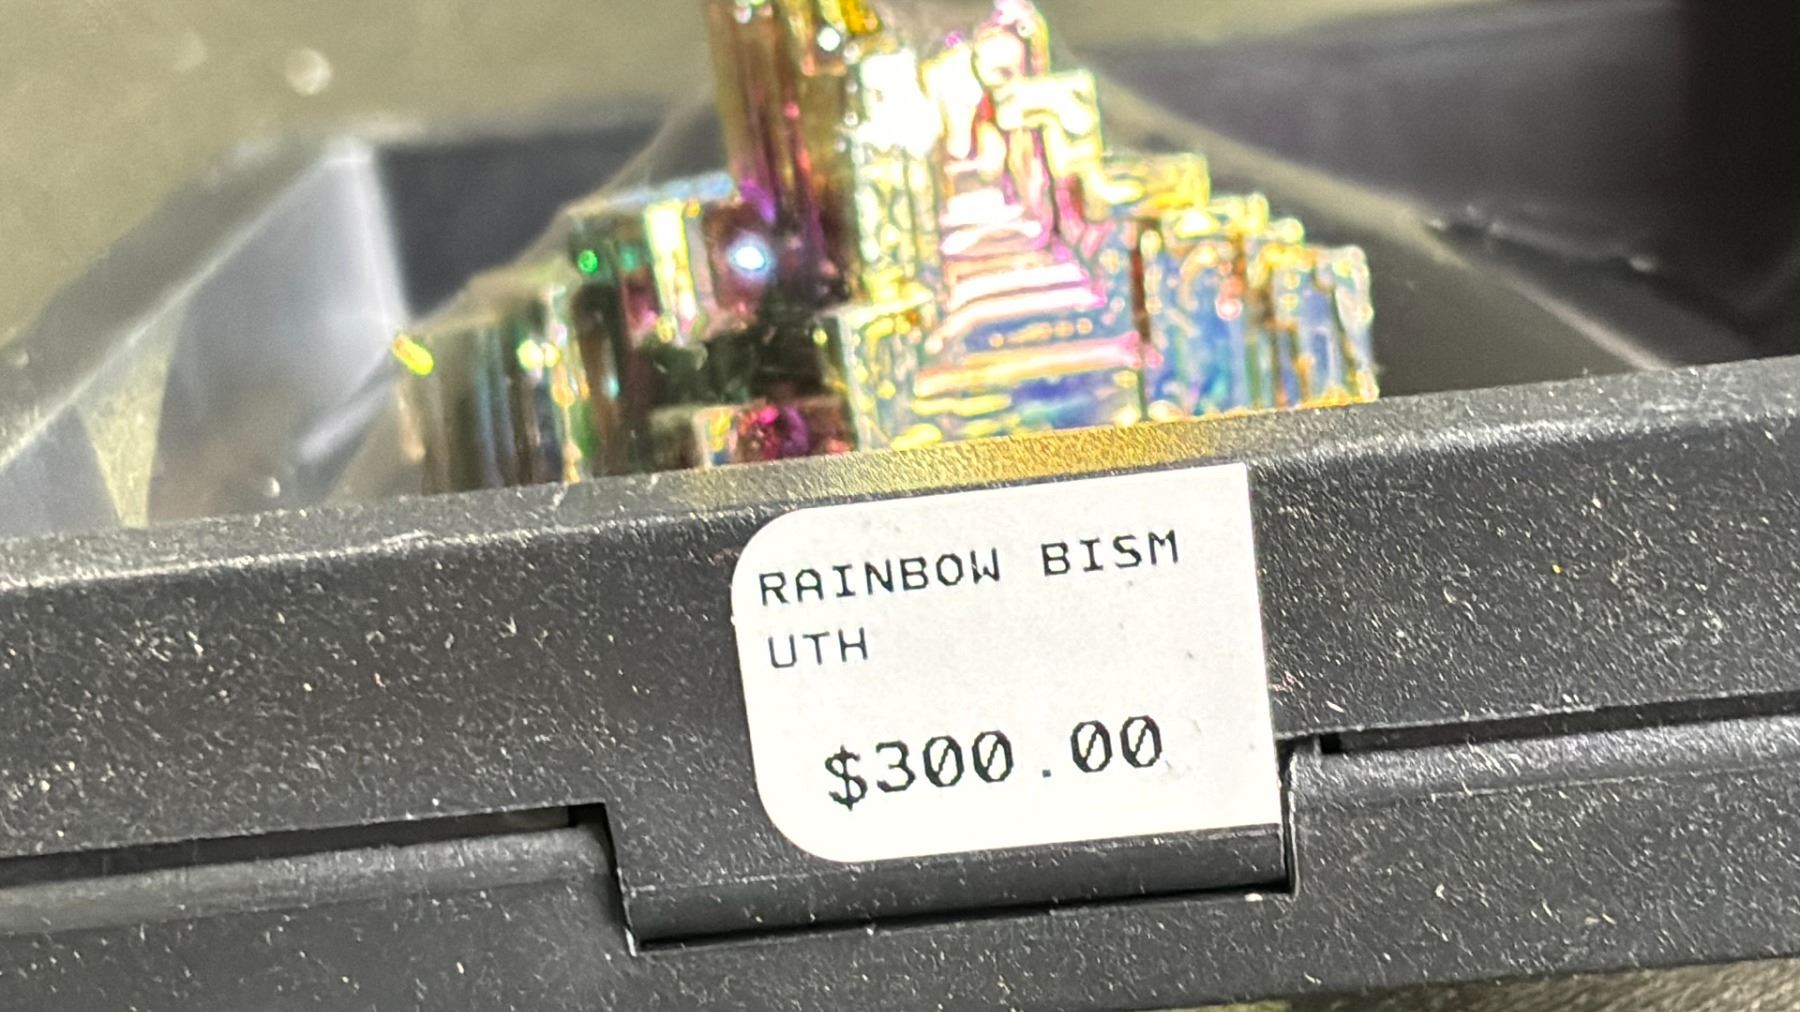 RAINBOW BISM
UTH
$300.00